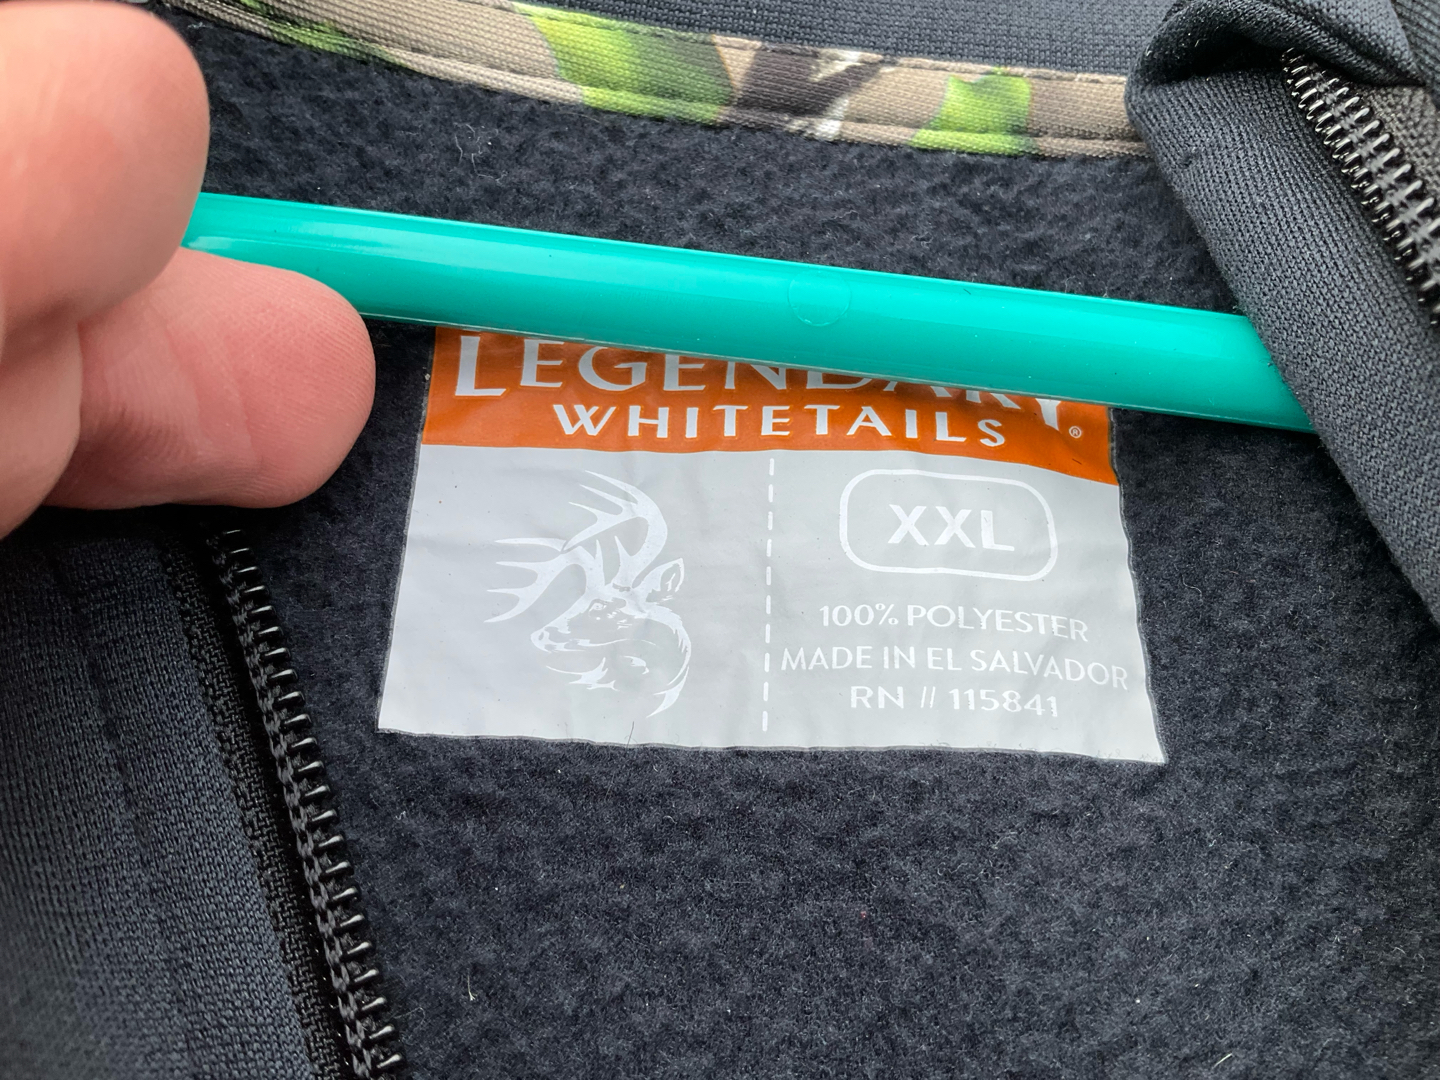 LEGENDARY
WHITETAILS®
XXL
100% POLYESTER
MADE IN EL SALVADOR
RN // 115841